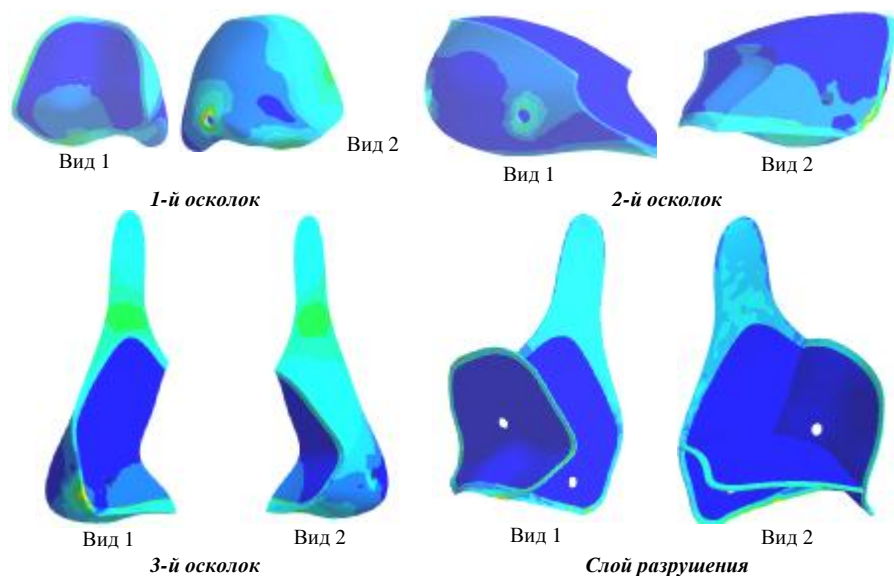 Вид 1
Вид 2
Вид 1
Вид 2
1-й осколок
2-й осколок
Вид 1
Вид 2
Вид 1
Вид 2
3-й осколок
Слой разрушения